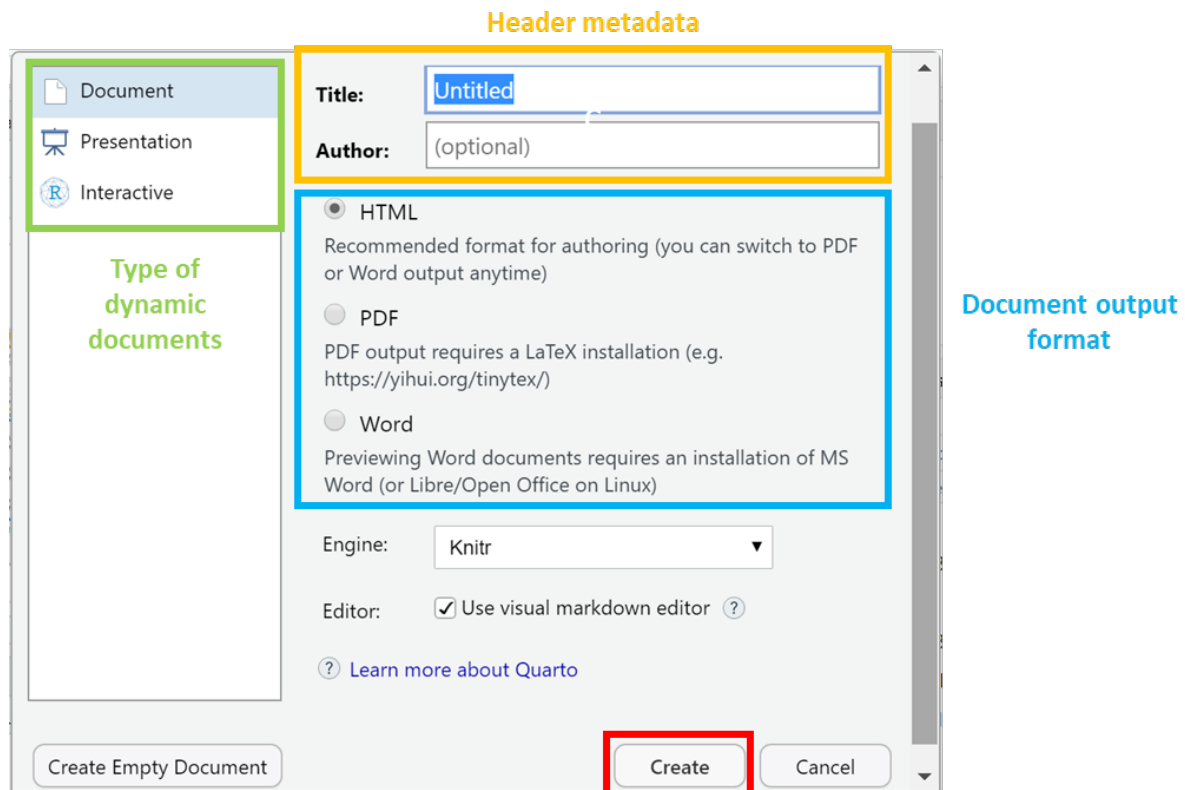 Header metadata
Document
Presentation
Interactive
Type of
dynamic
documents
Title:
Untitled
Author:
(optional)
HTML
Recommended format for authoring (you can switch to PDF
or Word output anytime)
PDF
PDF output requires a LaTeX installation (e.g.
https://yihui.org/tinytex/)
Word
Previewing Word documents requires an installation of MS
Word (or Libre/Open Office on Linux)
Document output
format
Engine:
Knitr
Editor:
Use visual markdown editor ?
? Learn more about Quarto
Create Empty Document
Create
Cancel